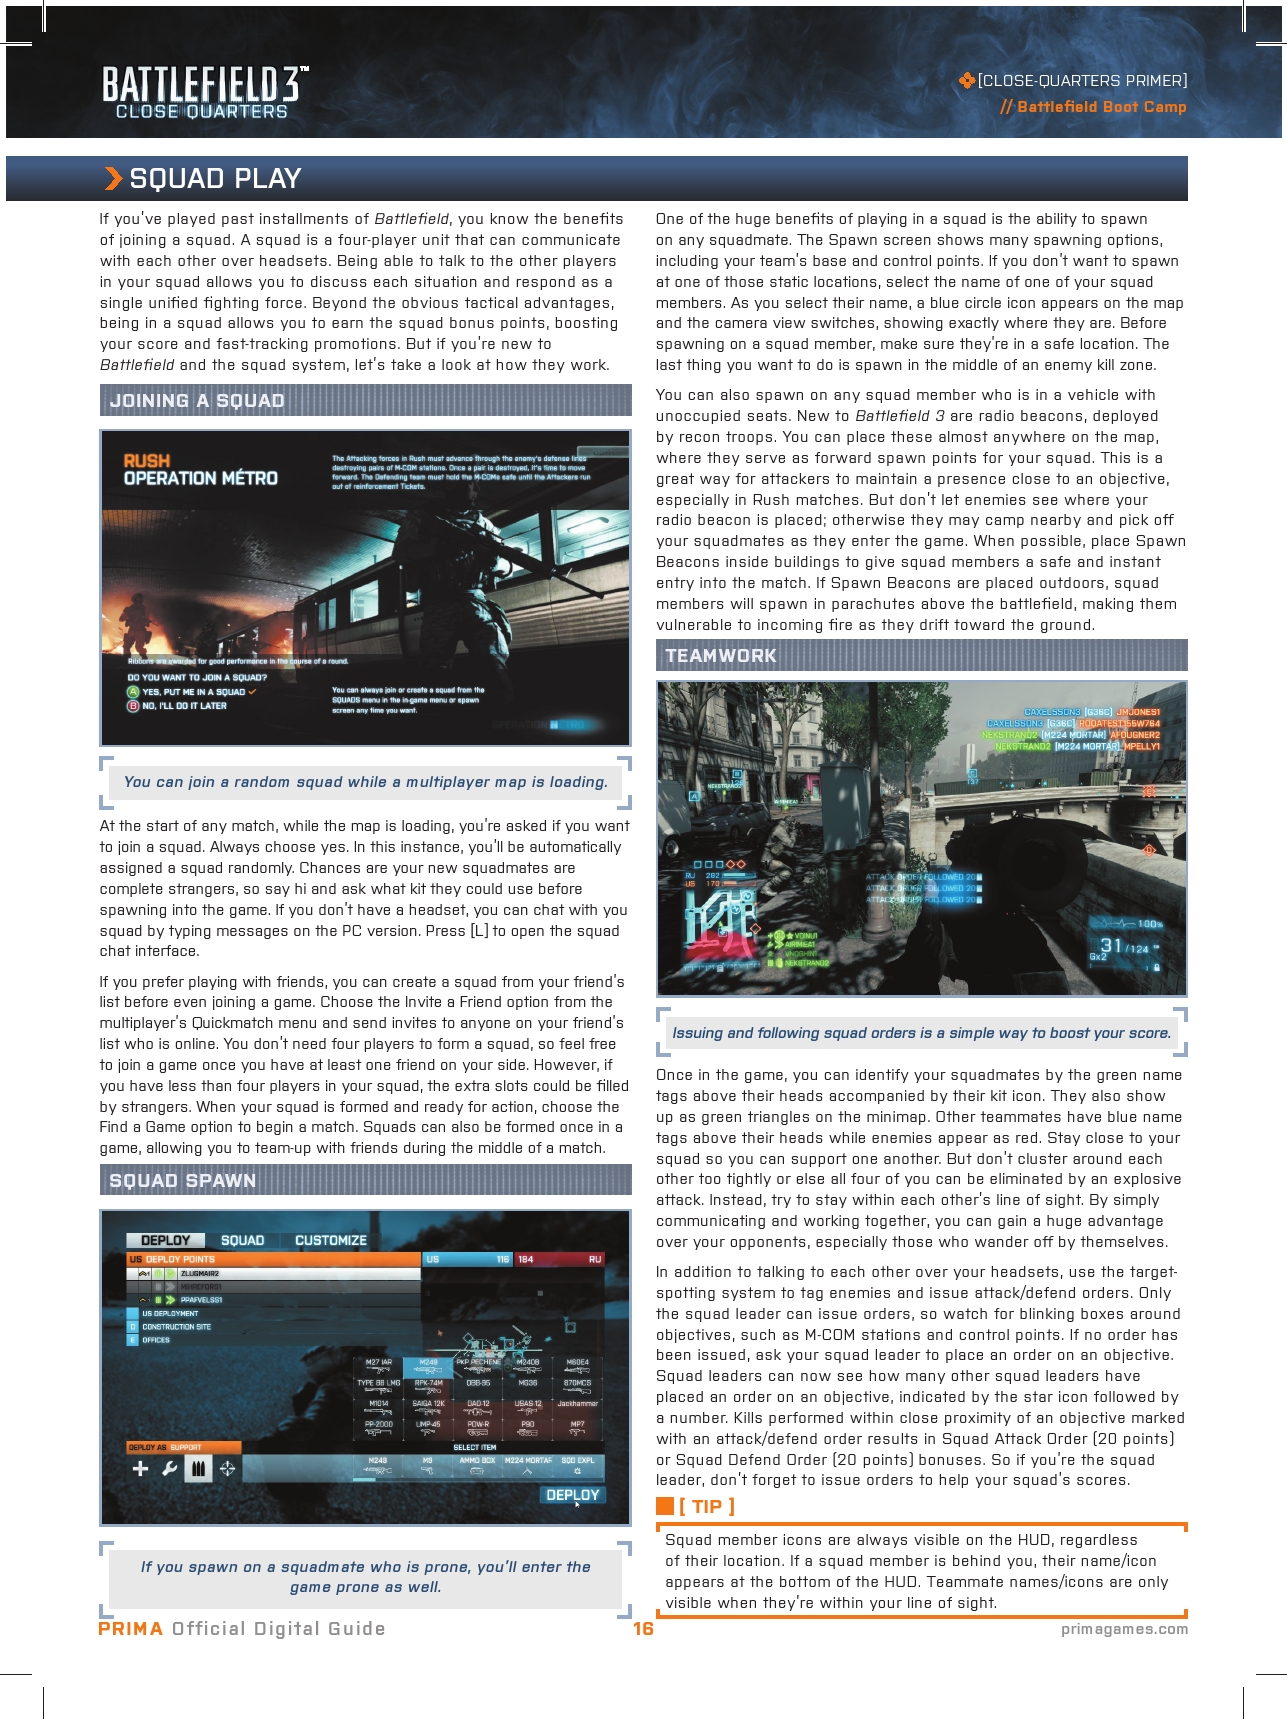 BATTLEFIELD 3™
CLOSE QUARTERS
[CLOSE-QUARTERS PRIMER]
// Battlefield Boot Camp
SQUAD PLAY
If you've played past installments of Battlefield, you know the benefits
of joining a squad. A squad is a four-player unit that can communicate
with each other over headsets. Being able to talk to the other players
in your squad allows you to discuss each situation and respond as a
single unified fighting force. Beyond the obvious tactical advantages,
being in a squad allows you to earn the squad bonus points, boosting
your score and fast-tracking promotions. But if you're new to
Battlefield and the squad system, let's take a look at how they work.
JOINING A SQUAD
RUSH
OPERATION MÉTRO
The Attacking forces in Rush must advance through the enemy's defense lines
destroying pairs of M-COM stations. Once a pair is destroyed, it's time to move
forward. The Defending team must hold the M-COMs safe until the Attackers run
out of reinforcement Tickets.
Ribbons are awarded for good performance in the course of a round.
DO YOU WANT TO JOIN A SQUAD?
A YES, PUT ME IN A SQUAD
B NO, I'LL DO IT LATER
You can always join or create a squad from the
SQUADS menu in the in-game menu or spawn
screen any time you want.
OPERATION METRO
You can join a random squad while a multiplayer map is loading.
At the start of any match, while the map is loading, you're asked if you want
to join a squad. Always choose yes. In this instance, you'll be automatically
assigned a squad randomly. Chances are your new squadmates are
complete strangers, so say hi and ask what kit they could use before
spawning into the game. If you don't have a headset, you can chat with you
squad by typing messages on the PC version. Press [L] to open the squad
chat interface.
If you prefer playing with friends, you can create a squad from your friend's
list before even joining a game. Choose the Invite a Friend option from the
multiplayer's Quickmatch menu and send invites to anyone on your friend's
list who is online. You don't need four players to form a squad, so feel free
to join a game once you have at least one friend on your side. However, if
you have less than four players in your squad, the extra slots could be filled
by strangers. When your squad is formed and ready for action, choose the
Find a Game option to begin a match. Squads can also be formed once in a
game, allowing you to team-up with friends during the middle of a match.
SQUAD SPAWN
DEPLOY SQUAD CUSTOMIZE
US DEPLOY POINTS US 116 184 RU
ZLUGMAIR2
PPAFVELSS1
US DEPLOYMENT
D CONSTRUCTION SITE
E OFFICES
M27 IAR M249 PKP PECHENE M240B M60E4
TYPE 88 LMG RPK-74M QBB-95 MG36 870MCS
M1014 SAIGA 12K DAO-12 USAS-12 Jackhammer
PP-2000 UMP-45 PDW-R P90 MP7
DEPLOY AS SUPPORT SELECT ITEM
M249 M9 AMMO BOX M224 MORTAR SQD EXPL
DEPLOY
If you spawn on a squadmate who is prone, you'll enter the
game prone as well.
One of the huge benefits of playing in a squad is the ability to spawn
on any squadmate. The Spawn screen shows many spawning options,
including your team's base and control points. If you don't want to spawn
at one of those static locations, select the name of one of your squad
members. As you select their name, a blue circle icon appears on the map
and the camera view switches, showing exactly where they are. Before
spawning on a squad member, make sure they're in a safe location. The
last thing you want to do is spawn in the middle of an enemy kill zone.
You can also spawn on any squad member who is in a vehicle with
unoccupied seats. New to Battlefield 3 are radio beacons, deployed
by recon troops. You can place these almost anywhere on the map,
where they serve as forward spawn points for your squad. This is a
great way for attackers to maintain a presence close to an objective,
especially in Rush matches. But don't let enemies see where your
radio beacon is placed; otherwise they may camp nearby and pick off
your squadmates as they enter the game. When possible, place Spawn
Beacons inside buildings to give squad members a safe and instant
entry into the match. If Spawn Beacons are placed outdoors, squad
members will spawn in parachutes above the battlefield, making them
vulnerable to incoming fire as they drift toward the ground.
TEAMWORK
CAXELSSON3 [G36C] JMJONES1
CAXELSSON3 [G36C] RODATEST155W764
NEKSTRAND2 [M224 MORTAR] AFOUGNER2
NEKSTRAND2 [M224 MORTAR] MPELLY1
NEKSTRAND2
AIRIMIEA1
A
137
RU 282
US 170
ATTACK ORDER FOLLOWED 20
ATTACK ORDER FOLLOWED 20
ATTACK ORDER FOLLOWED 20
VDINU1
AIRIMIEA1
VNOGHIN1
NEKSTRAND2
100%
31 / 124
Gx2
Issuing and following squad orders is a simple way to boost your score.
Once in the game, you can identify your squadmates by the green name
tags above their heads accompanied by their kit icon. They also show
up as green triangles on the minimap. Other teammates have blue name
tags above their heads while enemies appear as red. Stay close to your
squad so you can support one another. But don't cluster around each
other too tightly or else all four of you can be eliminated by an explosive
attack. Instead, try to stay within each other's line of sight. By simply
communicating and working together, you can gain a huge advantage
over your opponents, especially those who wander off by themselves.
In addition to talking to each other over your headsets, use the target-
spotting system to tag enemies and issue attack/defend orders. Only
the squad leader can issue orders, so watch for blinking boxes around
objectives, such as M-COM stations and control points. If no order has
been issued, ask your squad leader to place an order on an objective.
Squad leaders can now see how many other squad leaders have
placed an order on an objective, indicated by the star icon followed by
a number. Kills performed within close proximity of an objective marked
with an attack/defend order results in Squad Attack Order (20 points)
or Squad Defend Order (20 points) bonuses. So if you're the squad
leader, don't forget to issue orders to help your squad's scores.
[ TIP ]
Squad member icons are always visible on the HUD, regardless
of their location. If a squad member is behind you, their name/icon
appears at the bottom of the HUD. Teammate names/icons are only
visible when they're within your line of sight.
PRIMA Official Digital Guide
16
primagames.com